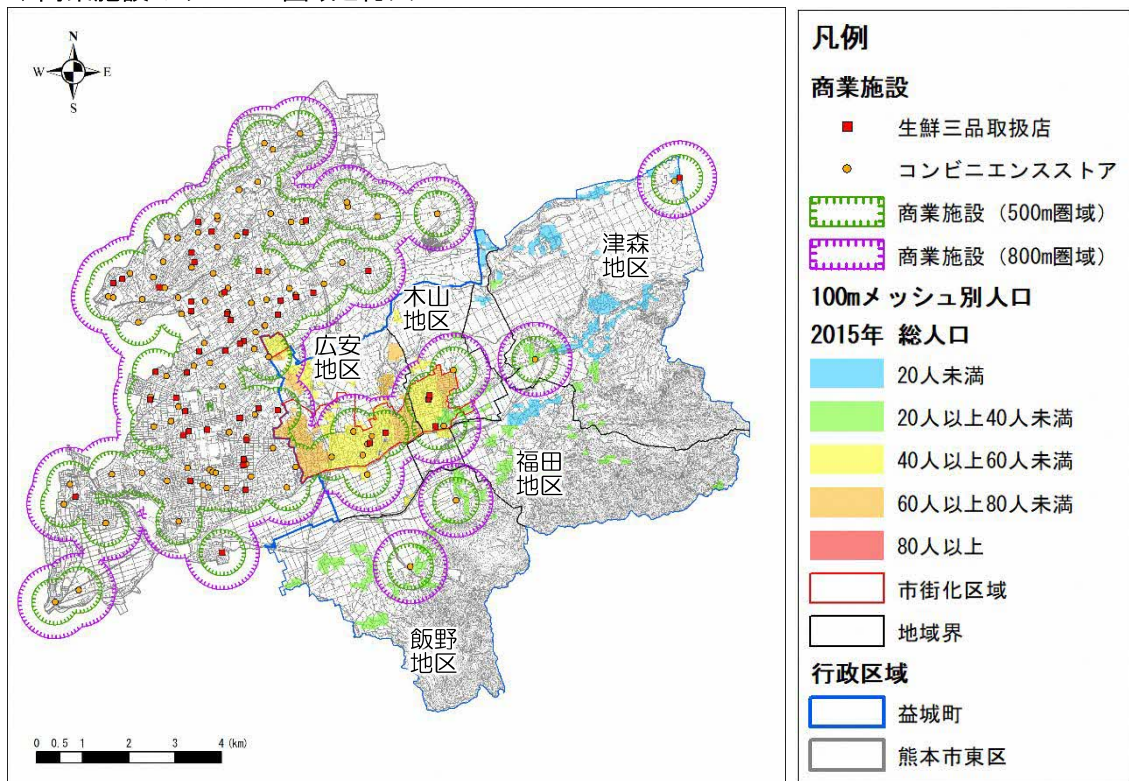 N
W
E
S
津森
地区
木山
地区
広安
地区
福田
地区
飯野
地区
0 0.5 1 2 3 4 (km)
凡例
商業施設
生鮮三品取扱店
コンビニエンスストア
商業施設（500m圏域）
商業施設（800m圏域）
100mメッシュ別人口
2015年 総人口
20人未満
20人以上40人未満
40人以上60人未満
60人以上80人未満
80人以上
市街化区域
地域界
行政区域
益城町
熊本市東区